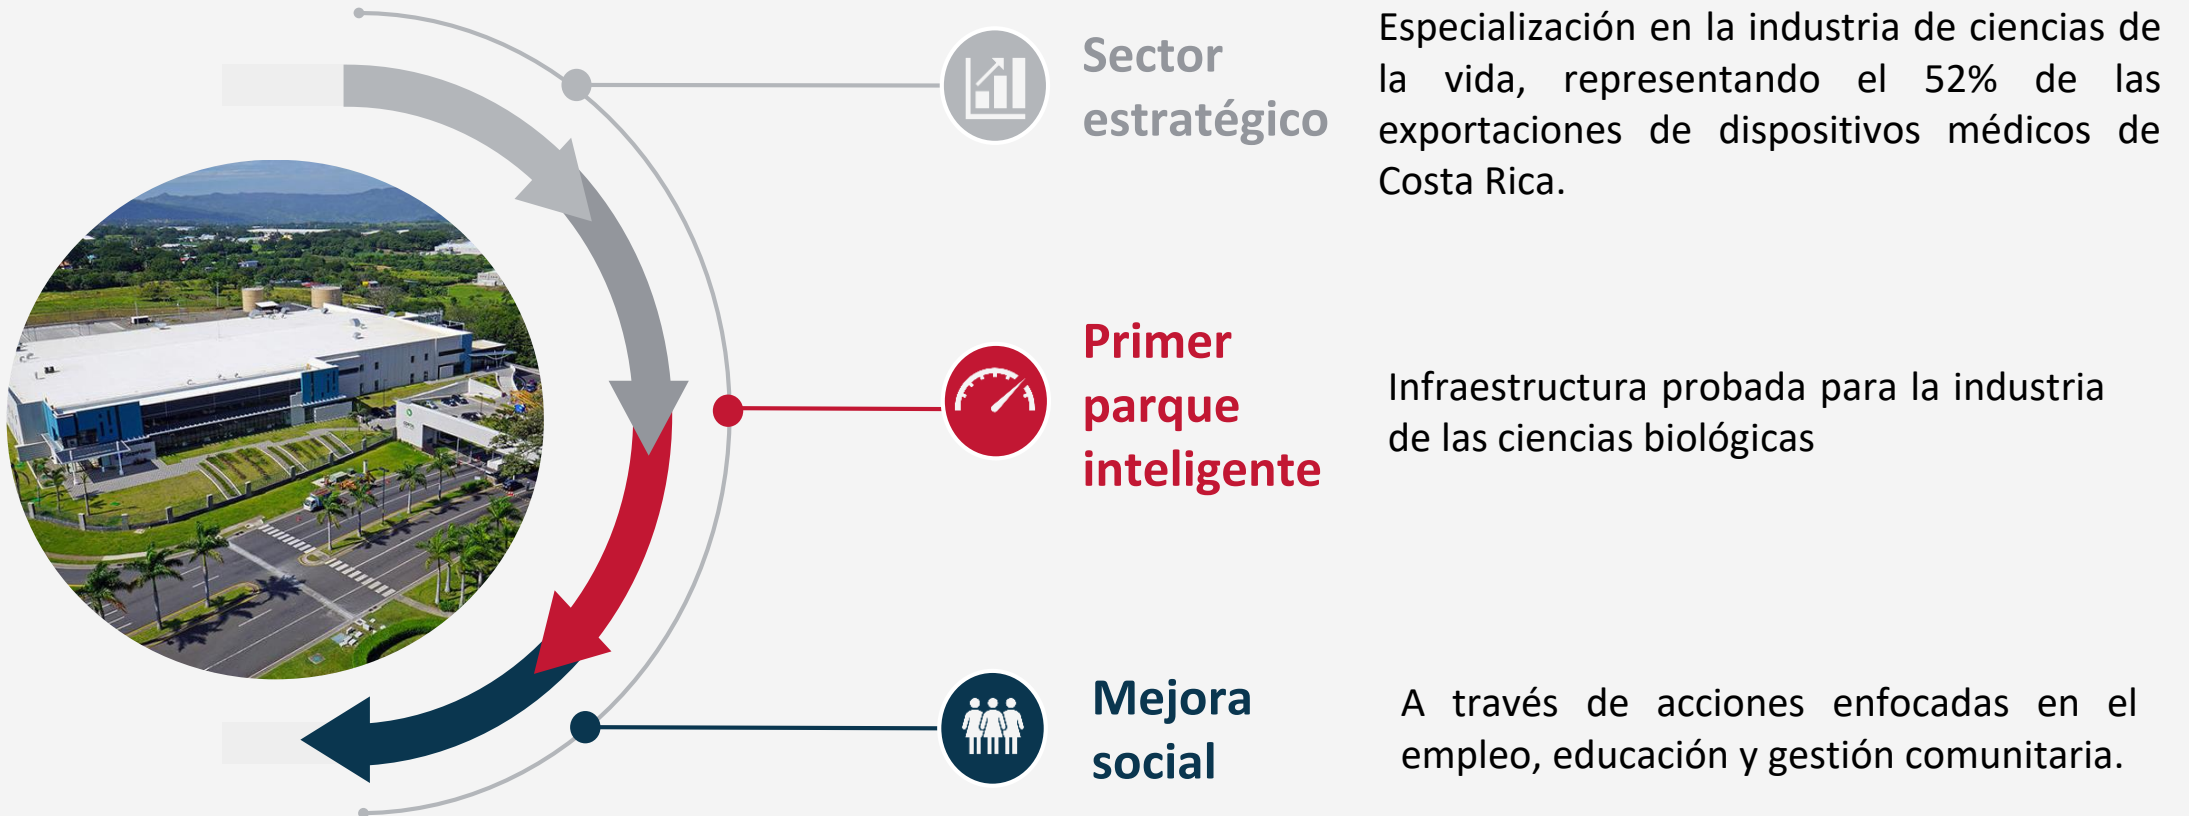 Sector
estratégico
Especialización en la industria de ciencias de
la vida, representando el 52% de las
exportaciones de dispositivos médicos de
Costa Rica.
Primer
parque
inteligente
Infraestructura probada para la industria
de las ciencias biológicas
Mejora
social
A través de acciones enfocadas en el
empleo, educación y gestión comunitaria.